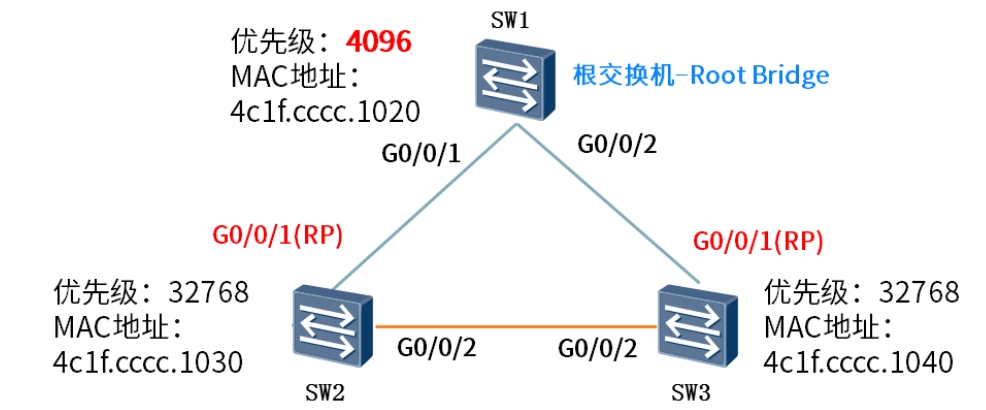 SW1
优先级：4096
MAC地址：
4c1f.cccc.1020
根交换机-Root Bridge
G0/0/1
G0/0/2
G0/0/1(RP)
G0/0/1(RP)
优先级：32768
MAC地址：
4c1f.cccc.1030
G0/0/2
G0/0/2
优先级：32768
MAC地址：
4c1f.cccc.1040
SW2
SW3